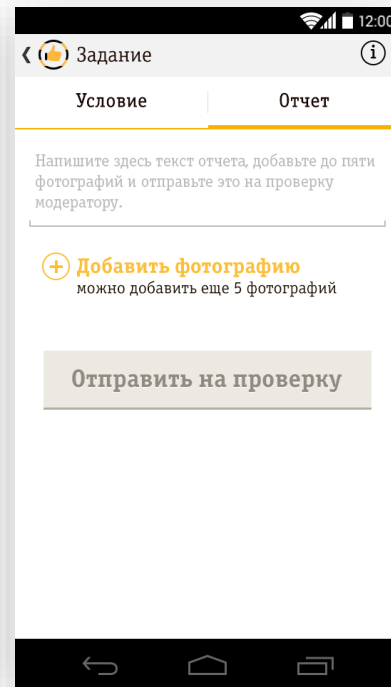 12:00
Задание
Условие
Отчет
Напишите здесь текст отчета, добавьте до пяти
фотографий и отправьте это на проверку
модератору.
Добавить фотографию
можно добавить еще 5 фотографий
Отправить на проверку